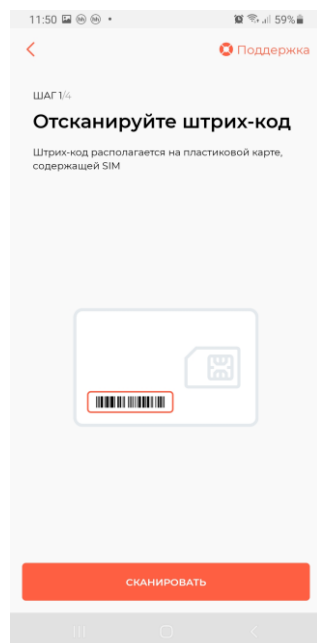 11:50
59%
Поддержка
ШАГ 1/4
Отсканируйте штрих-код
Штрих-код располагается на пластиковой карте,
содержащей SIM
СКАНИРОВАТЬ